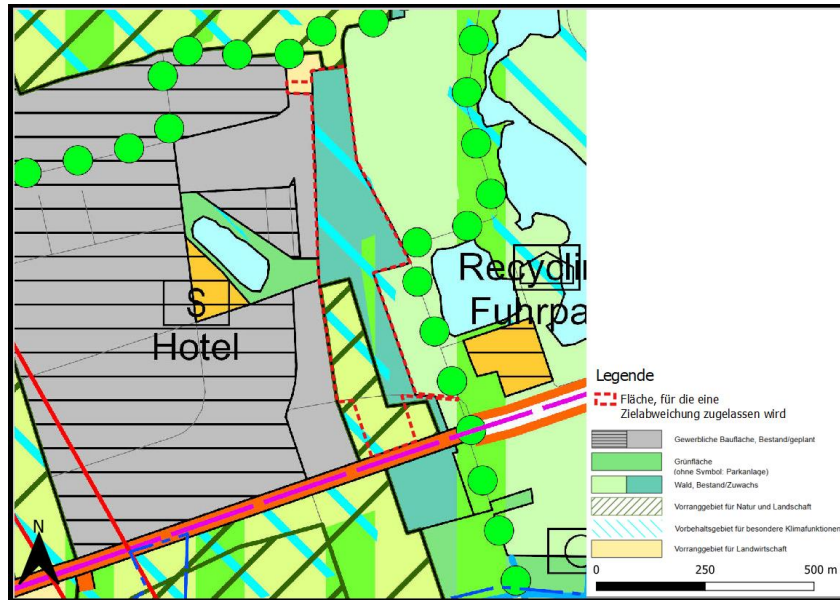 Recycli
Fuhrpa
S
Hotel
N
Legende
Fläche, für die eine
Zielabweichung zugelassen wird
Gewerbliche Baufläche, Bestand/geplant
Grünfläche
(ohne Symbol: Parkanlage)
Wald, Bestand/Zuwachs
Vorranggebiet für Natur und Landschaft
Vorbehaltsgebiet für besondere Klimafunktionen
Vorranggebiet für Landwirtschaft
0 250 500 m